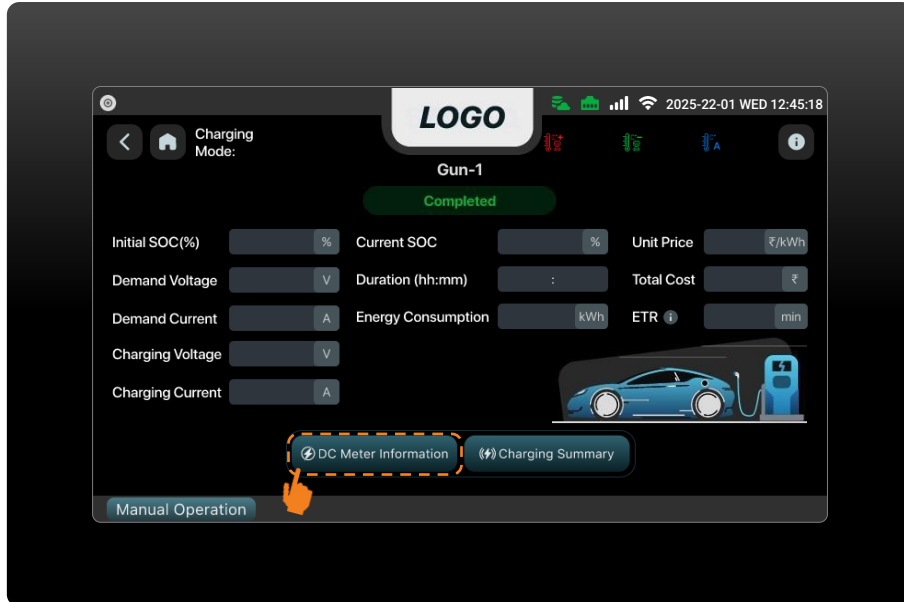 LOGO
2025-22-01 WED 12:45:18
Charging
Mode:
Gun-1
Completed
Initial SOC(%) %
Current SOC %
Unit Price ₹/kWh
Demand Voltage V
Duration (hh:mm) :
Total Cost ₹
Demand Current A
Energy Consumption kWh
ETR i min
Charging Voltage V
Charging Current A
DC Meter Information
Charging Summary
Manual Operation